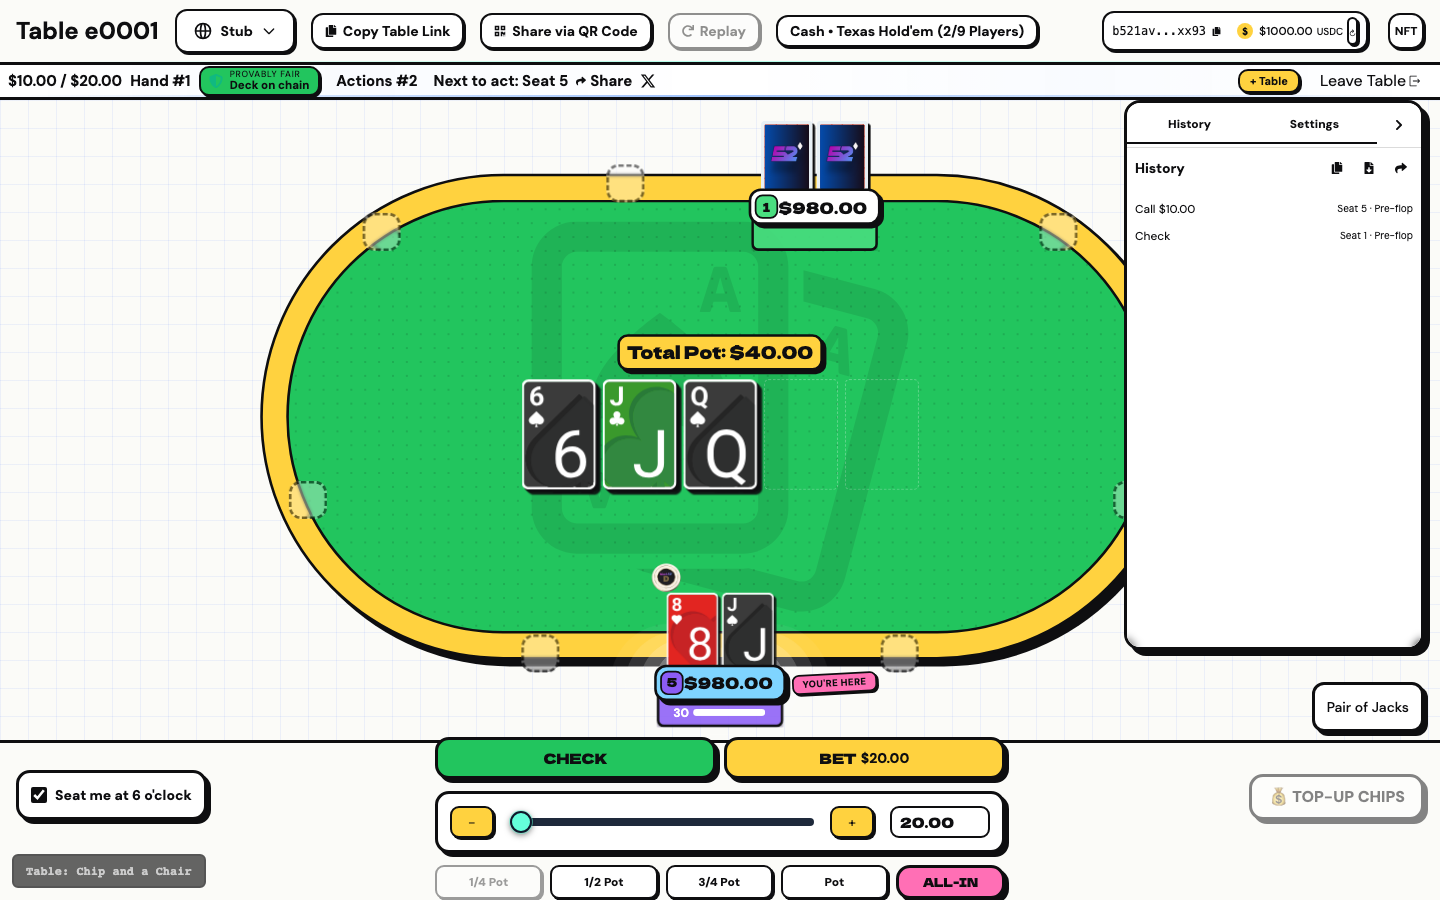 Table e0001
Stub
Copy Table Link
Share via QR Code
Replay
Cash • Texas Hold'em (2/9 Players)
b521av...xx93
$
$1000.00 USDC
NFT
$10.00 / $20.00
Hand #1
PROVABLY FAIR
Deck on chain
Actions #2
Next to act: Seat 5
Share
+ Table
Leave Table
History
Settings
History
Call $10.00
Seat 5 · Pre-flop
Check
Seat 1 · Pre-flop
52
52
1
$980.00
A
A
Total Pot: $40.00
6
6
J
J
Q
Q
D
8
8
J
J
5
$980.00
YOU'RE HERE
30
Pair of Jacks
CHECK
BET $20.00
Seat me at 6 o'clock
−
+
20.00
TOP-UP CHIPS
Table: Chip and a Chair
1/4 Pot
1/2 Pot
3/4 Pot
Pot
ALL-IN